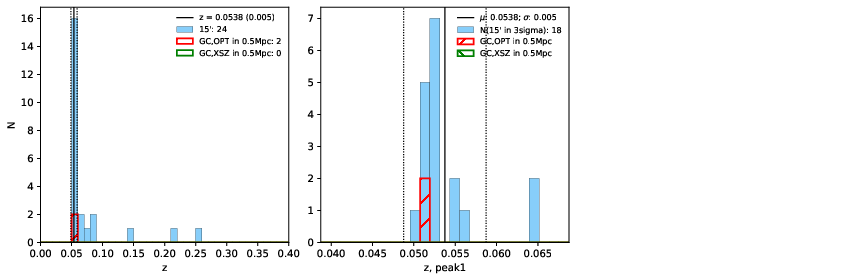 z = 0.0538 (0.005)
15': 24
GC,OPT in 0.5Mpc: 2
GC,XSZ in 0.5Mpc: 0
N
16
14
12
10
8
6
4
2
0
0.00 0.05 0.10 0.15 0.20 0.25 0.30 0.35 0.40
z
μ: 0.0538; σ: 0.005
N(15' in 3sigma): 18
GC,OPT in 0.5Mpc
GC,XSZ in 0.5Mpc
7
6
5
4
3
2
1
0
0.040 0.045 0.050 0.055 0.060 0.065
z, peak1